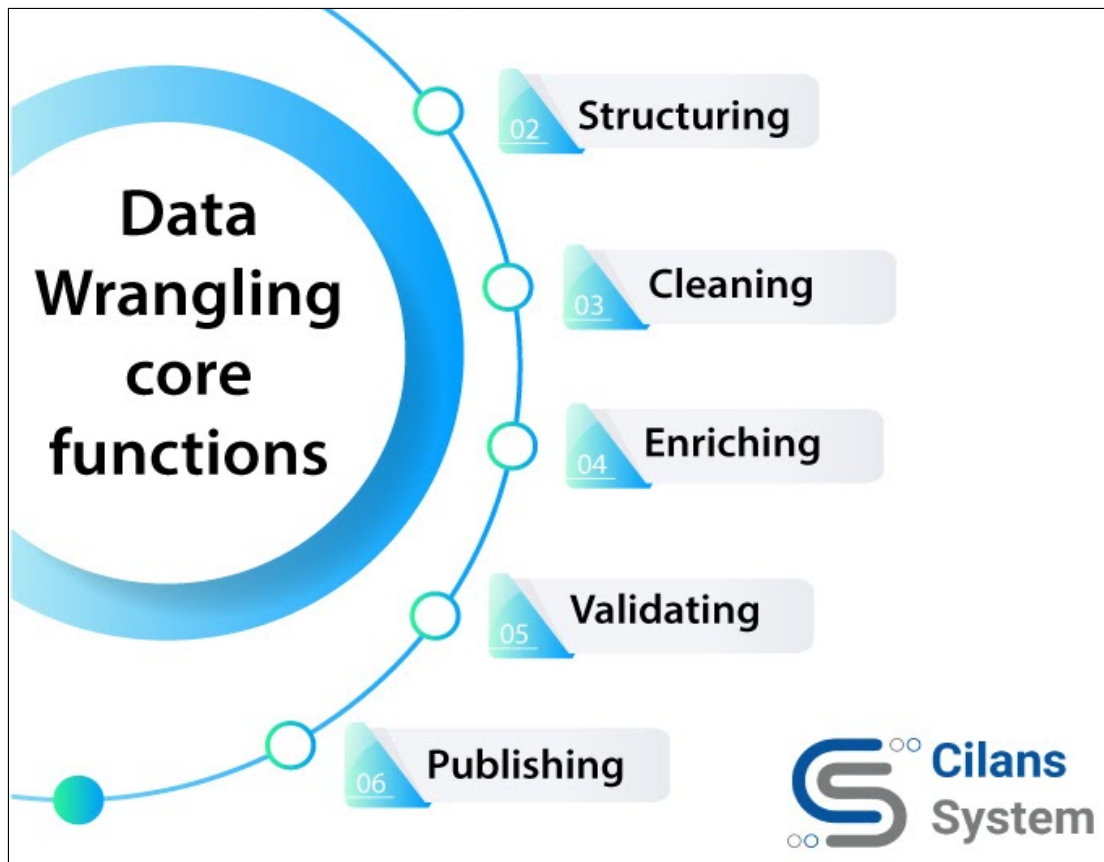 Data
Wrangling
core
functions
02 Structuring
03 Cleaning
04 Enriching
05 Validating
06 Publishing
Cilans
System